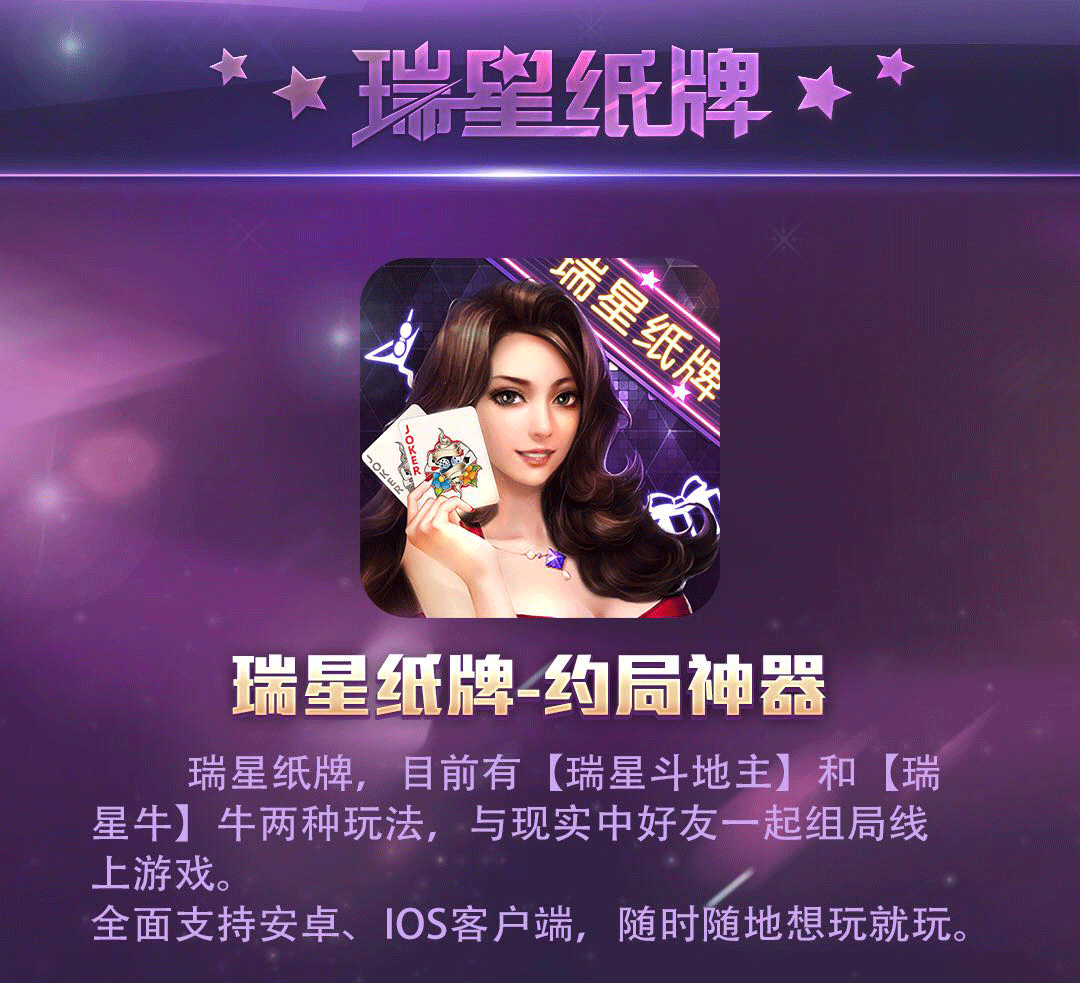 瑞星纸牌
瑞星纸牌
JOKER
JOKER
瑞星纸牌-约局神器
瑞星纸牌，目前有【瑞星斗地主】和【瑞
星牛】牛两种玩法，与现实中好友一起组局线
上游戏。
全面支持安卓、IOS客户端，随时随地想玩就玩。